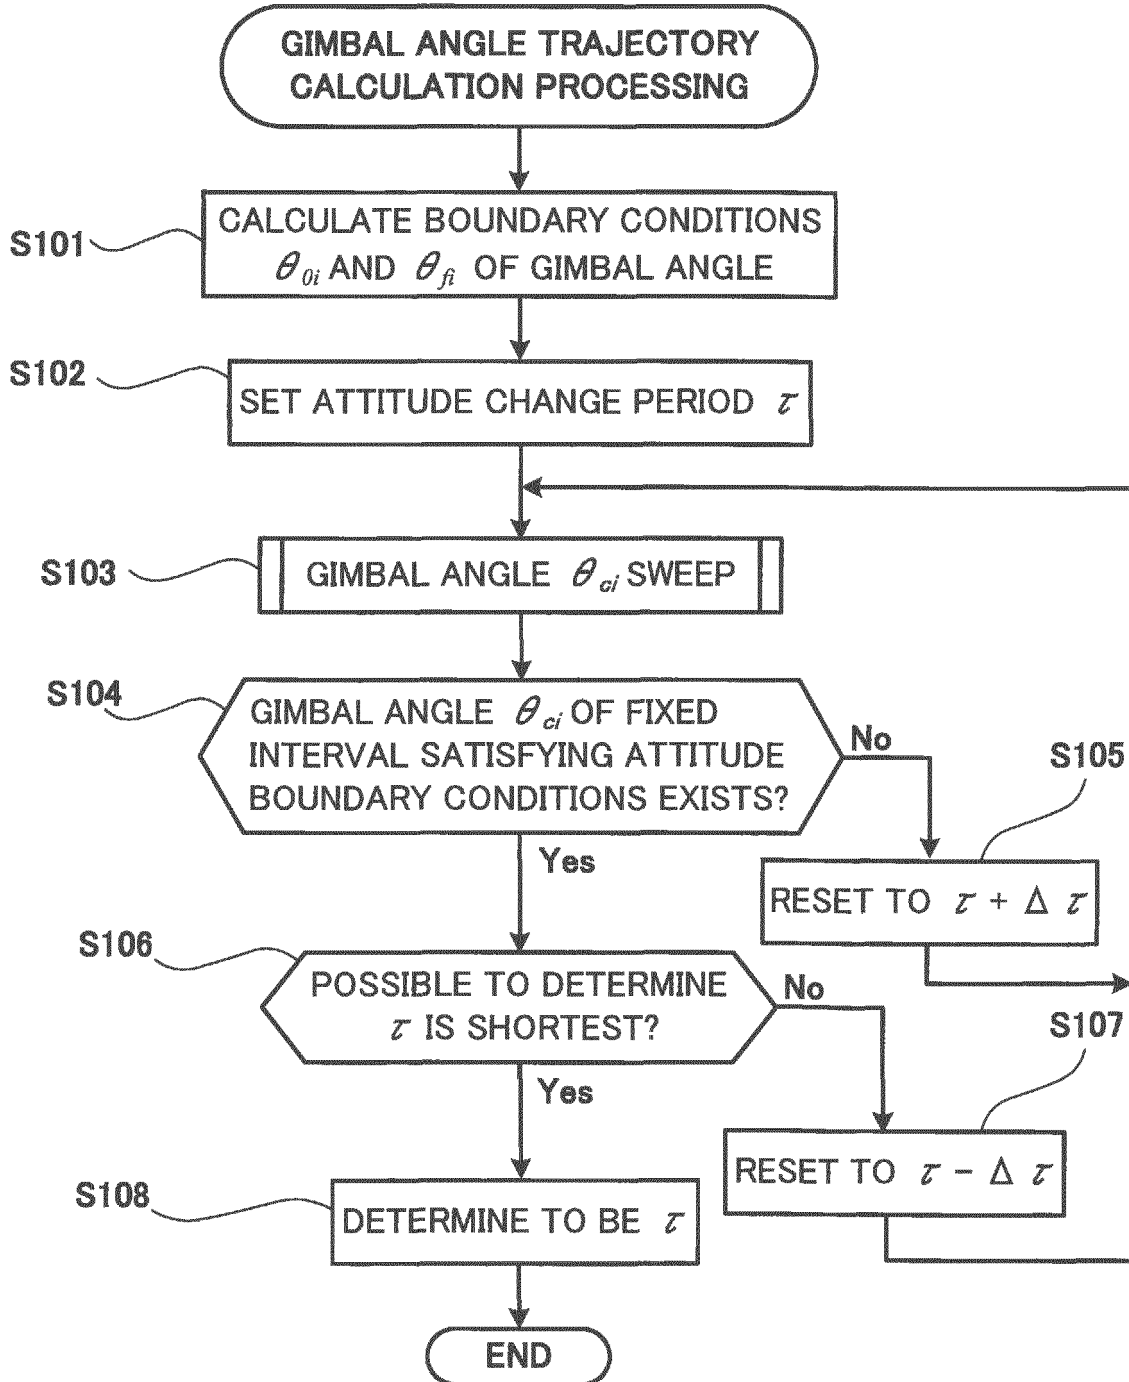 GIMBAL ANGLE TRAJECTORY
CALCULATION PROCESSING
S101
CALCULATE BOUNDARY CONDITIONS
θ0i AND θfi OF GIMBAL ANGLE
S102
SET ATTITUDE CHANGE PERIOD τ
S103
GIMBAL ANGLE θci SWEEP
S104
GIMBAL ANGLE θci OF FIXED
INTERVAL SATISFYING ATTITUDE
BOUNDARY CONDITIONS EXISTS?
No
S105
Yes
RESET TO τ + Δ τ
S106
POSSIBLE TO DETERMINE
τ IS SHORTEST?
No
S107
Yes
RESET TO τ - Δ τ
S108
DETERMINE TO BE τ
END